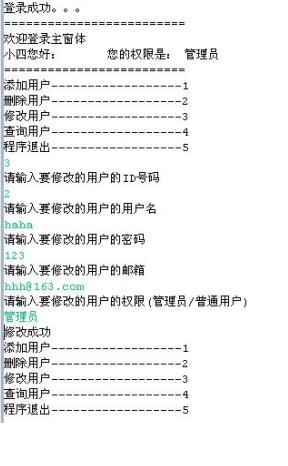 登录成功。。。
==========================
欢迎登录主窗体
小四您好：      您的权限是： 管理员
==========================
添加用户-------------------1
删除用户-------------------2
修改用户-------------------3
查询用户-------------------4
程序退出-------------------5
3
请输入要修改的用户的ID号码
2
请输入要修改的用户的用户名
haha
请输入要修改的用户的密码
123
请输入要修改的用户的邮箱
hhh@163.com
请输入要修改的用户的权限(管理员/普通用户)
管理员
修改成功
添加用户-------------------1
删除用户-------------------2
修改用户-------------------3
查询用户-------------------4
程序退出-------------------5